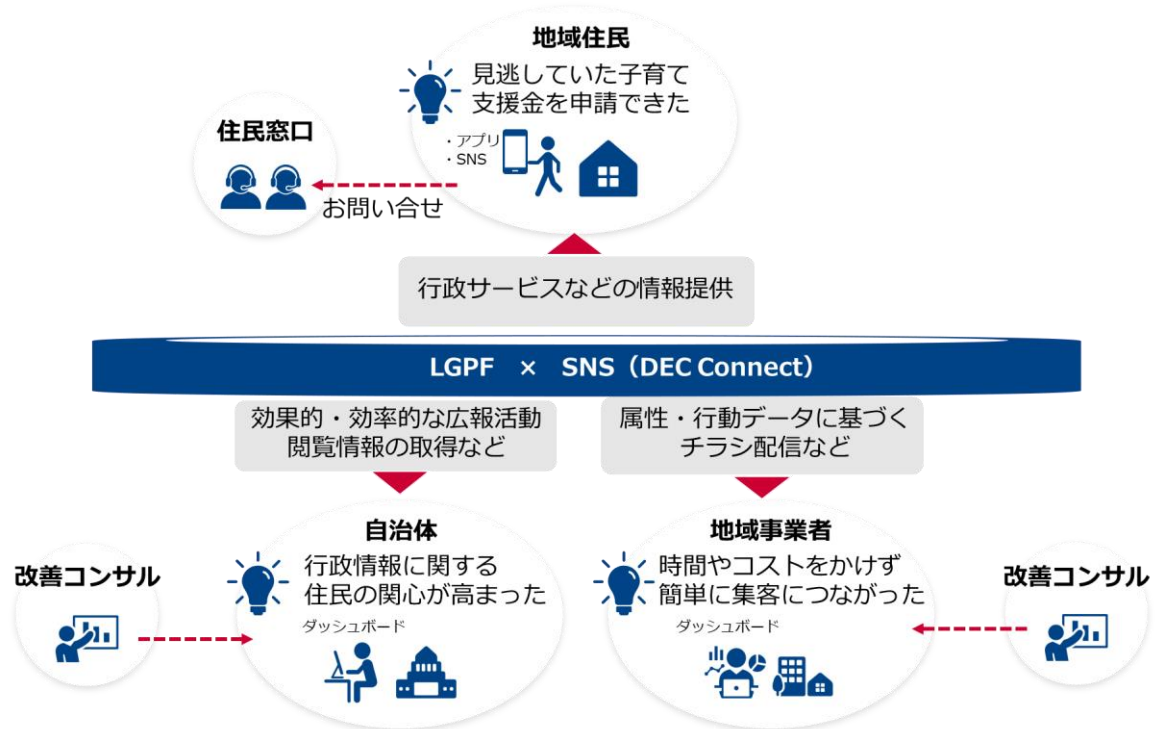 地域住民
見逃していた子育て
支援金を申請できた
・アプリ
・SNS
住民窓口
お問い合せ
行政サービスなどの情報提供
LGPF × SNS（DEC Connect）
効果的・効率的な広報活動
閲覧情報の取得など
属性・行動データに基づく
チラシ配信など
自治体
行政情報に関する
住民の関心が高まった
ダッシュボード
地域事業者
時間やコストをかけず
簡単に集客につながった
ダッシュボード
改善コンサル
改善コンサル